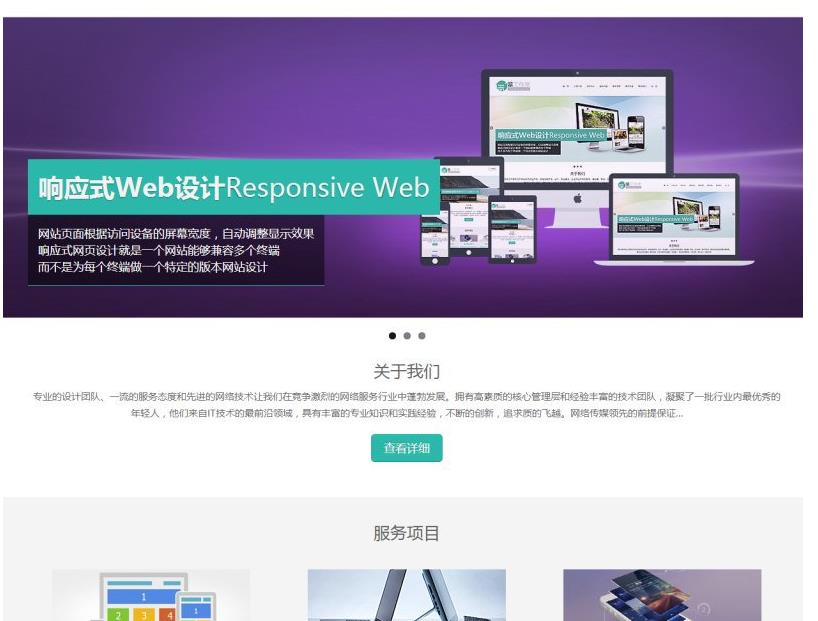 响应式Web设计Responsive Web
网站页面根据访问设备的屏幕宽度，自动调整显示效果
响应式网页设计就是一个网站能够兼容多个终端
而不是为每个终端做一个特定的版本网站设计
响应式Web设计Responsive Web
响应式Web设计Responsive Web
关于我们
专业的设计团队、一流的服务态度和先进的网络技术让我们在竞争激烈的网络服务行业中蓬勃发展。拥有高素质的核心管理层和经验丰富的技术团队，凝聚了一批行业内最优秀的
年轻人，他们来自IT技术的最前沿领域，具有丰富的专业知识和实践经验，不断的创新，追求质的飞越。网络传媒领先的前提保证...
查看详细
服务项目
1
1
2 3 4